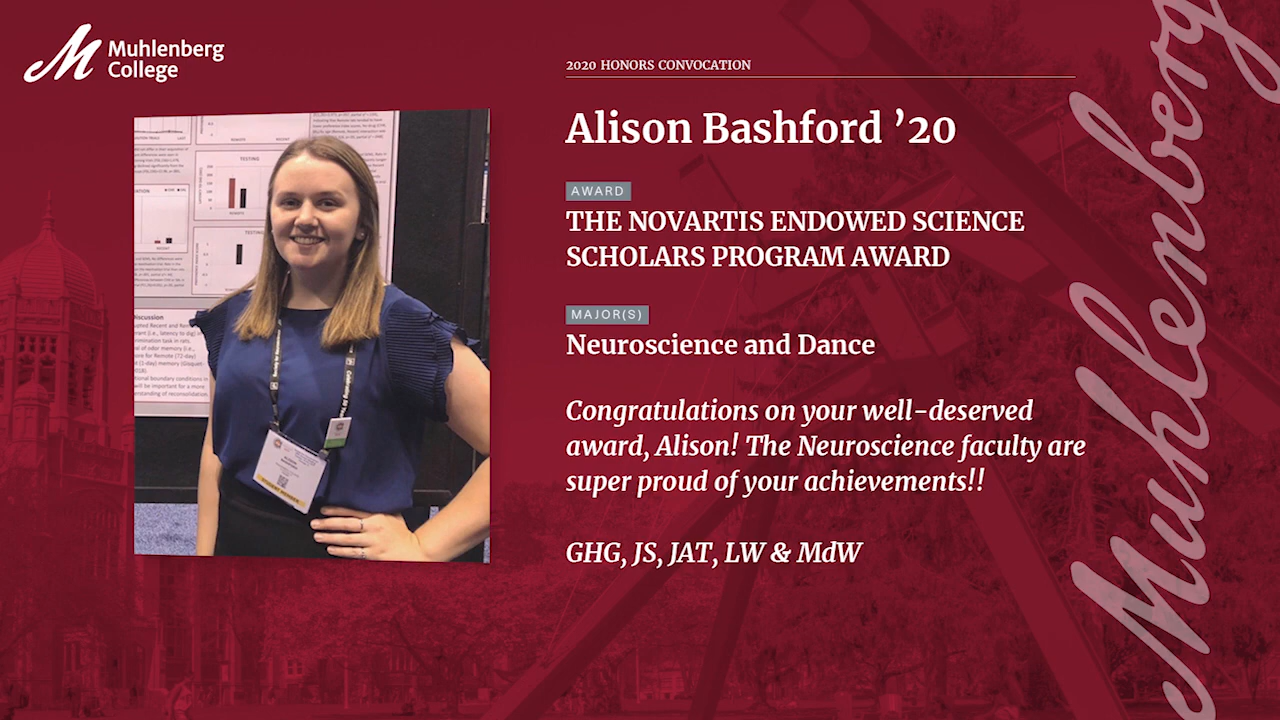 Muhlenberg
College
2020 HONORS CONVOCATION
Alison Bashford ’20
AWARD
THE NOVARTIS ENDOWED SCIENCE
SCHOLARS PROGRAM AWARD
MAJOR(S)
Neuroscience and Dance
Congratulations on your well-deserved
award, Alison! The Neuroscience faculty are
super proud of your achievements!!
GHG, JS, JAT, LW & MdW
Muhlenberg
TESTING
TESTING